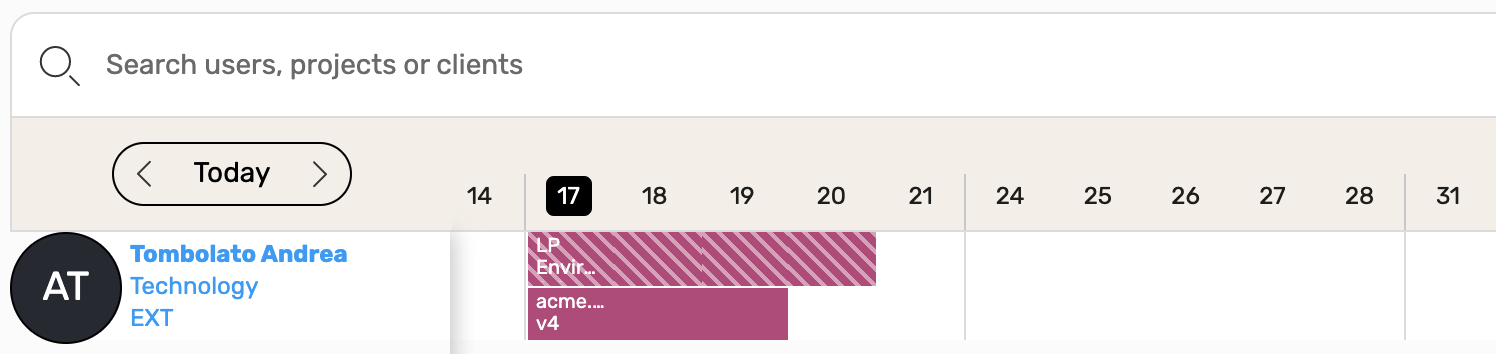 Search users, projects or clients
Today
14 17 18 19 20 21 24 25 26 27 28 31
AT
Tombolato Andrea
Technology
EXT
LP
Envir...
acme....
v4